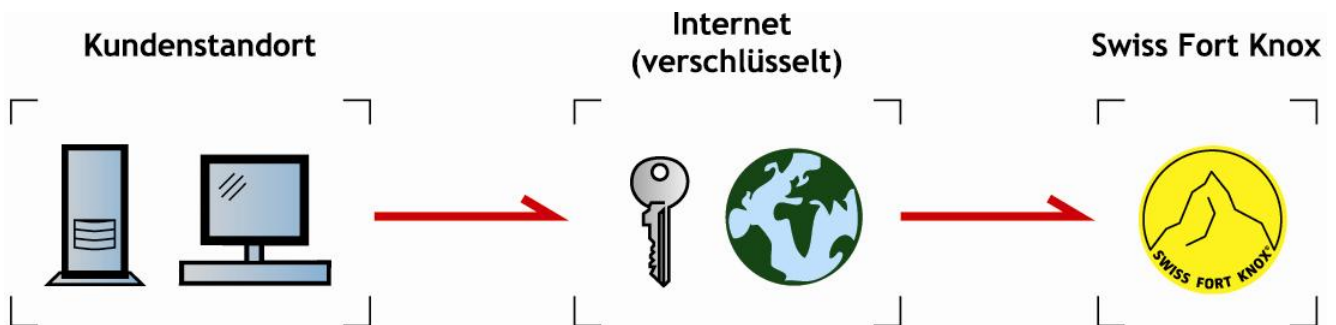 Kundenstandort
Internet
(verschlüsselt)
Swiss Fort Knox
SWISS FORT KNOX®